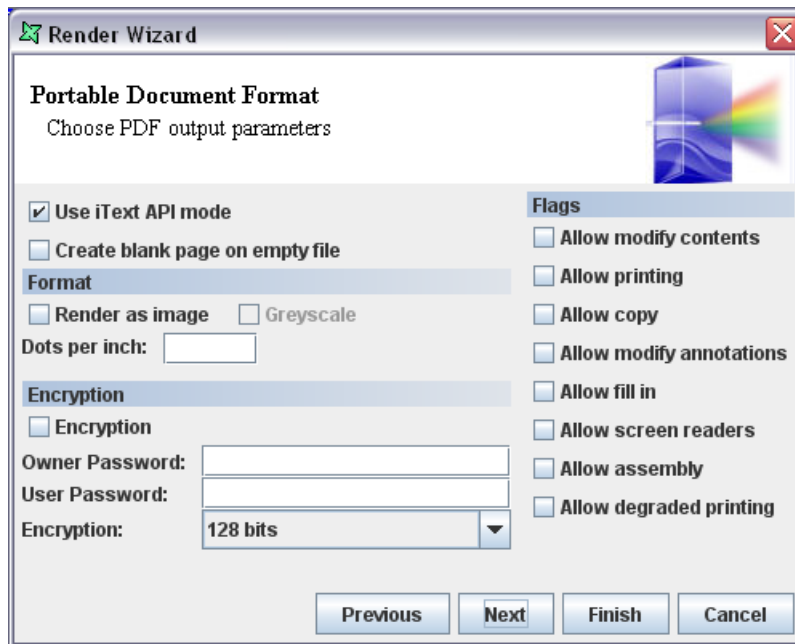 Render Wizard
Portable Document Format
Choose PDF output parameters
Use iText API mode
Create blank page on empty file
Format
Render as image Greyscale
Dots per inch:
Encryption
Encryption
Owner Password:
User Password:
Encryption: 128 bits
Flags
Allow modify contents
Allow printing
Allow copy
Allow modify annotations
Allow fill in
Allow screen readers
Allow assembly
Allow degraded printing
Previous Next Finish Cancel